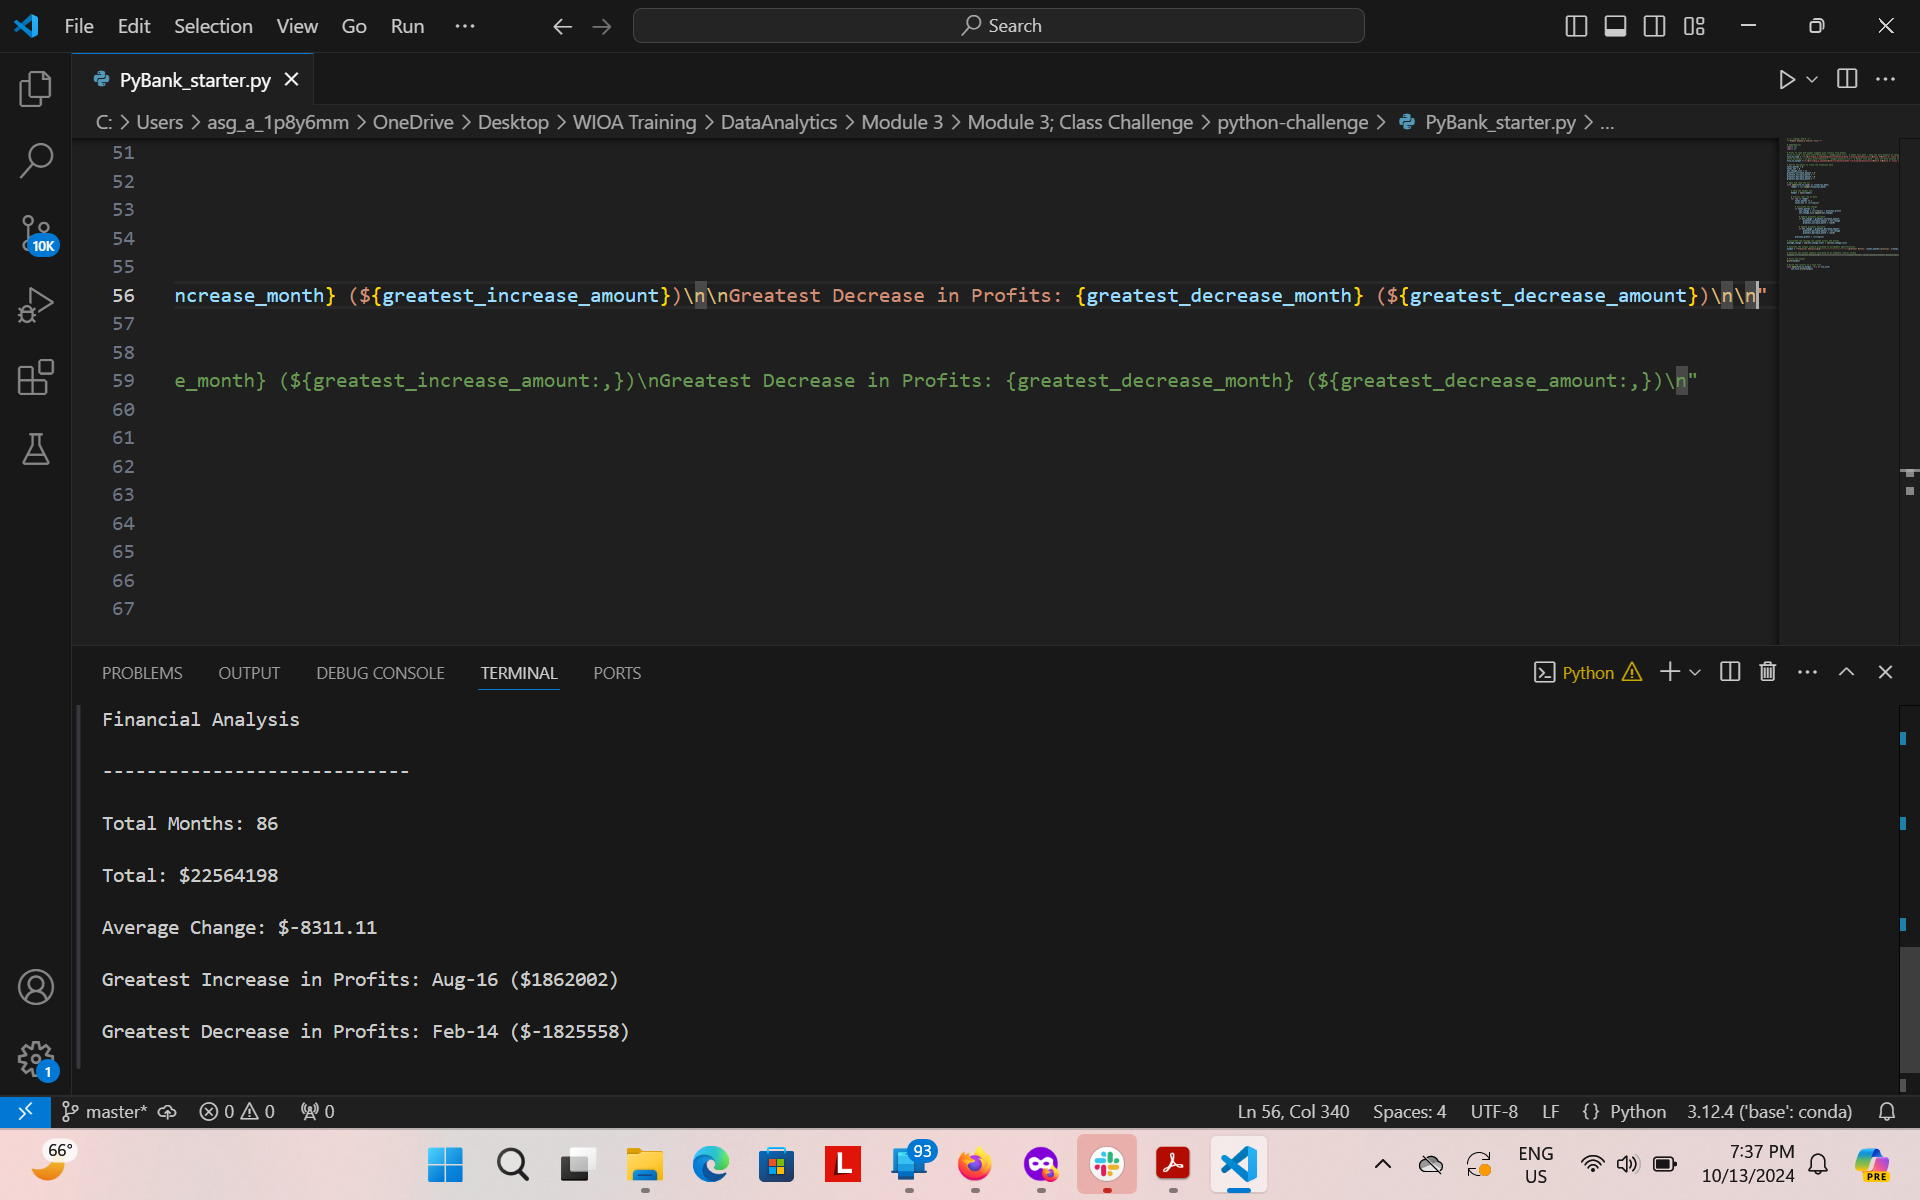 File Edit Selection View Go Run ··· Search
PyBank_starter.py
C: > Users > asg_a_1p8y6mm > OneDrive > Desktop > WIOA Training > DataAnalytics > Module 3 > Module 3; Class Challenge > python-challenge > PyBank_starter.py > ...
51
52
53
54
55
56 ncrease_month} (${greatest_increase_amount})\n\nGreatest Decrease in Profits: {greatest_decrease_month} (${greatest_decrease_amount})\n\n"
57
58
59 e_month} (${greatest_increase_amount:,})\nGreatest Decrease in Profits: {greatest_decrease_month} (${greatest_decrease_amount:,})\n"
60
61
62
63
64
65
66
67
10K
PROBLEMS OUTPUT DEBUG CONSOLE TERMINAL PORTS Python
Financial Analysis
----------------------------
Total Months: 86
Total: $22564198
Average Change: $-8311.11
Greatest Increase in Profits: Aug-16 ($1862002)
Greatest Decrease in Profits: Feb-14 ($-1825558)
1
master* 0 0 0 Ln 56, Col 340 Spaces: 4 UTF-8 LF {} Python 3.12.4 ('base': conda)
66° L 93 ENG 7:37 PM
US 10/13/2024 PRE